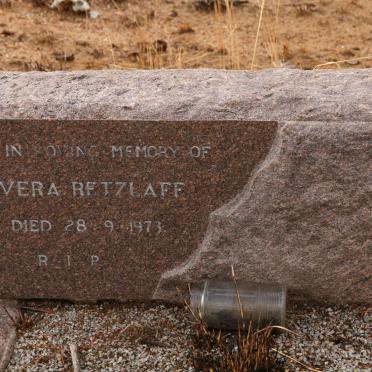 IN LOVING MEMORY OF
VERA RETZLAFF
DIED 28·9·1973.
R.I.P.